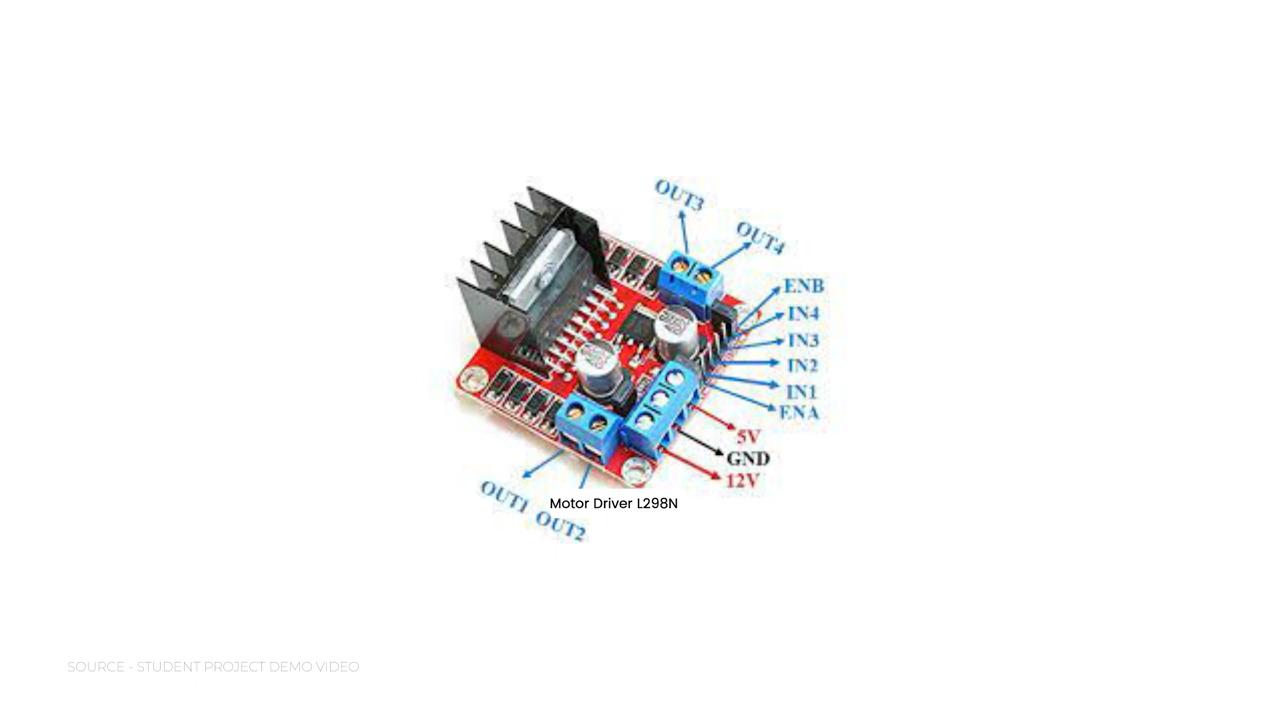 OUT3
OUT4
ENB
IN4
IN3
IN2
IN1
ENA
5V
GND
12V
OUT1
Motor Driver L298N
OUT2
SOURCE - STUDENT PROJECT DEMO VIDEO